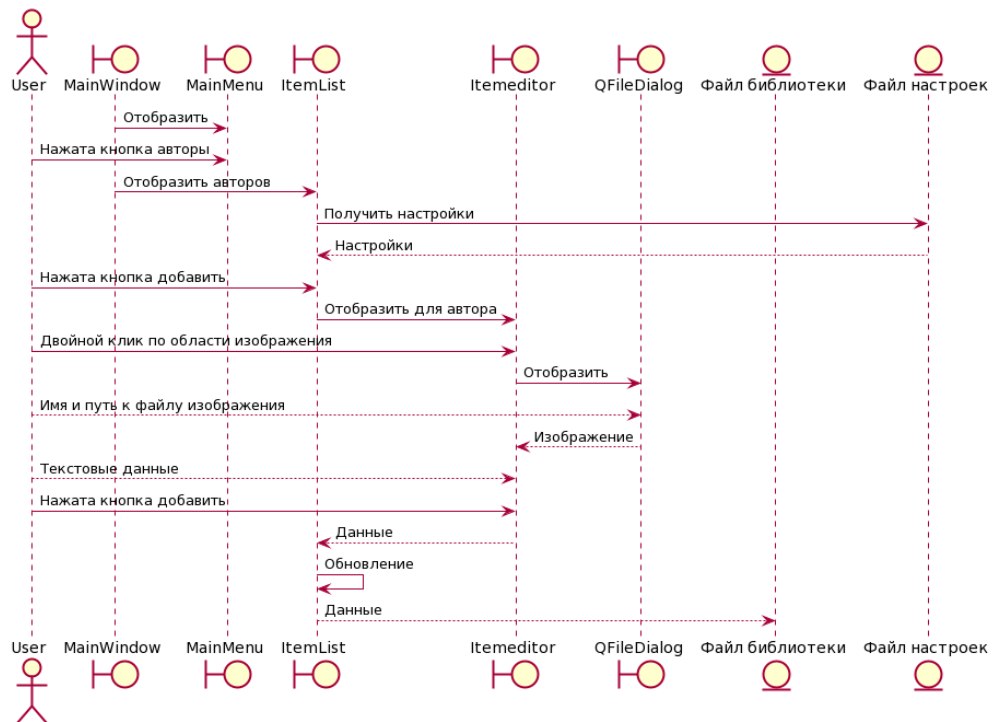 User MainWindow MainMenu ItemList Itemeditor QFileDialog Файл библиотеки Файл настроек
Отобразить
Нажата кнопка авторы
Отобразить авторов
Получить настройки
Настройки
Нажата кнопка добавить
Отобразить для автора
Двойной клик по области изображения
Отобразить
Имя и путь к файлу изображения
Изображение
Текстовые данные
Нажата кнопка добавить
Данные
Обновление
Данные
User MainWindow MainMenu ItemList Itemeditor QFileDialog Файл библиотеки Файл настроек